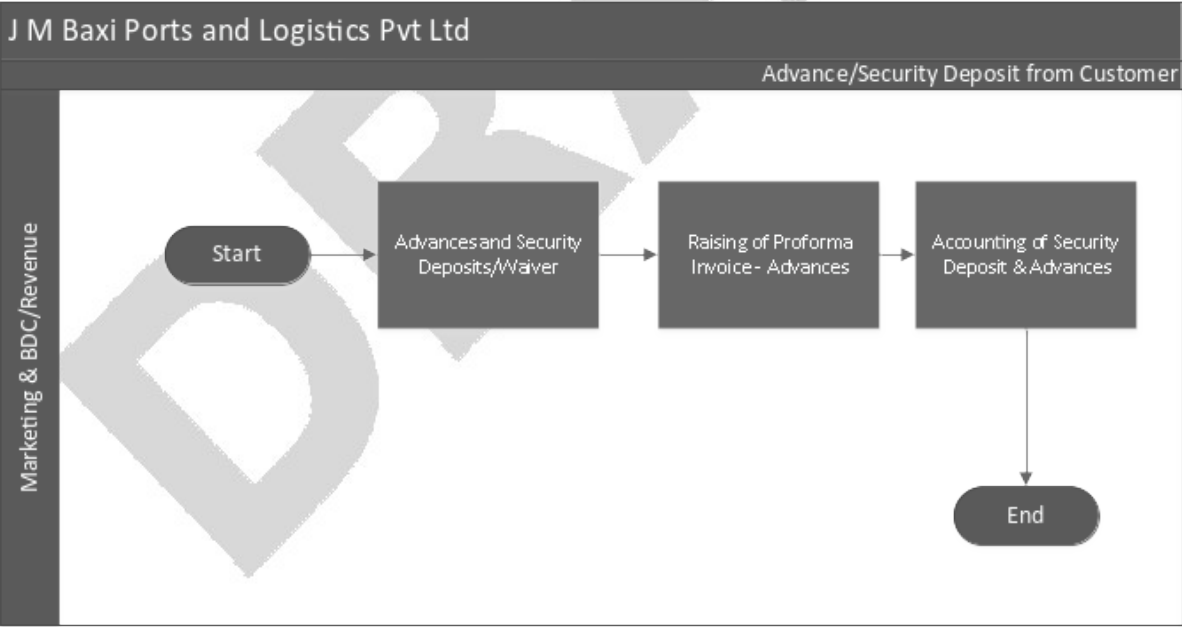 J M Baxi Ports and Logistics Pvt Ltd
Advance/Security Deposit from Customer
Marketing & BDC/Revenue
Start
Advances and Security
Deposits/Waiver
Raising of Proforma
Invoice - Advances
Accounting of Security
Deposit & Advances
End